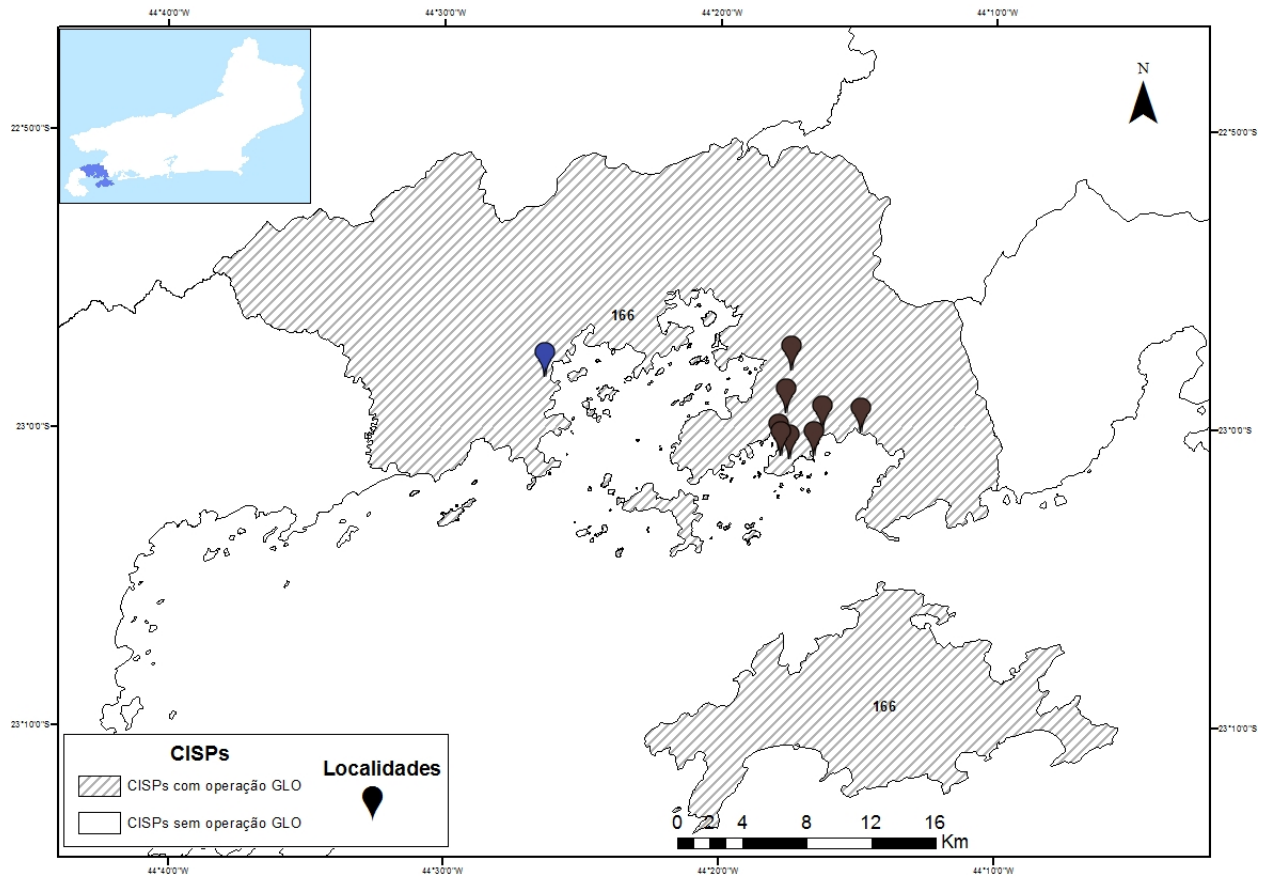 44°40'0"W 44°30'0"W 44°20'0"W 44°10'0"W
N
22°50'0"S 22°50'0"S
166
23°0'0"S 23°0'0"S
166
23°10'0"S 23°10'0"S
CISPs
Localidades
CISPs com operação GLO
CISPs sem operação GLO
0 2 4 8 12 16
Km
44°40'0"W 44°30'0"W 44°20'0"W 44°10'0"W